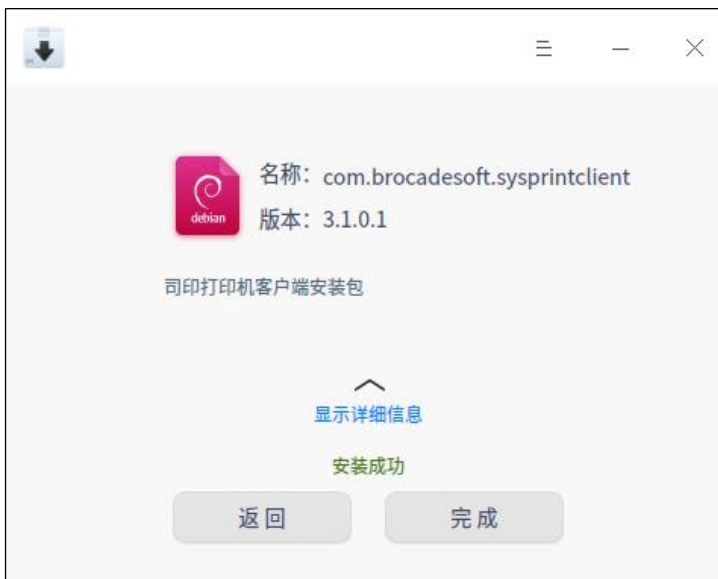 名称： com.brocadesoft.sysprintclient
debian
版本： 3.1.0.1
司印打印机客户端安装包
显示详细信息
安装成功
返回
完成